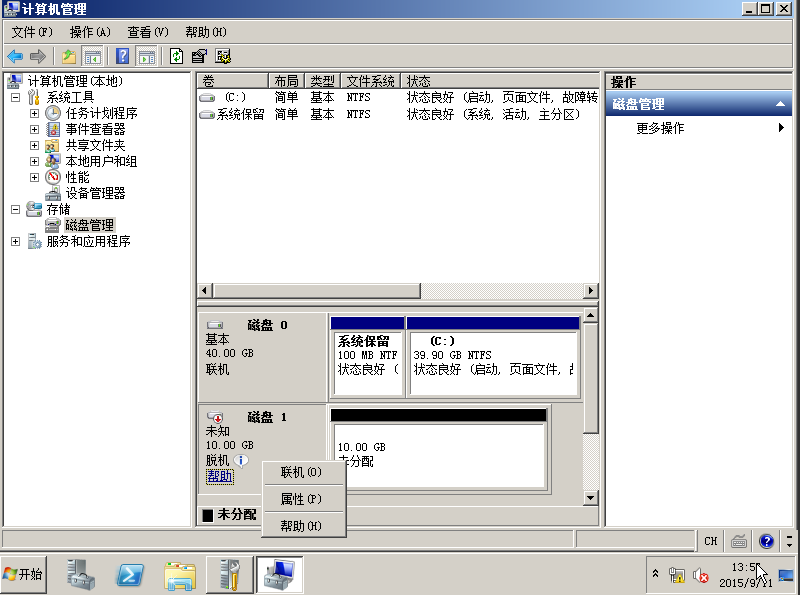 计算机管理
文件(F) 操作(A) 查看(V) 帮助(H)
计算机管理(本地)
系统工具
任务计划程序
事件查看器
共享文件夹
本地用户和组
性能
设备管理器
存储
磁盘管理
服务和应用程序
卷 布局 类型 文件系统 状态
(C:) 简单 基本 NTFS 状态良好 (启动, 页面文件, 故障转
系统保留 简单 基本 NTFS 状态良好 (系统, 活动, 主分区)
磁盘 0
基本
40.00 GB
联机
系统保留
100 MB NTF
状态良好 (
(C:)
39.90 GB NTFS
状态良好 (启动, 页面文件,
磁盘 1
未知
10.00 GB
脱机
帮助
10.00 GB
未分配
未分配
联机(O)
属性(P)
帮助(H)
操作
磁盘管理
更多操作
CH
开始
13:5
2015/9/